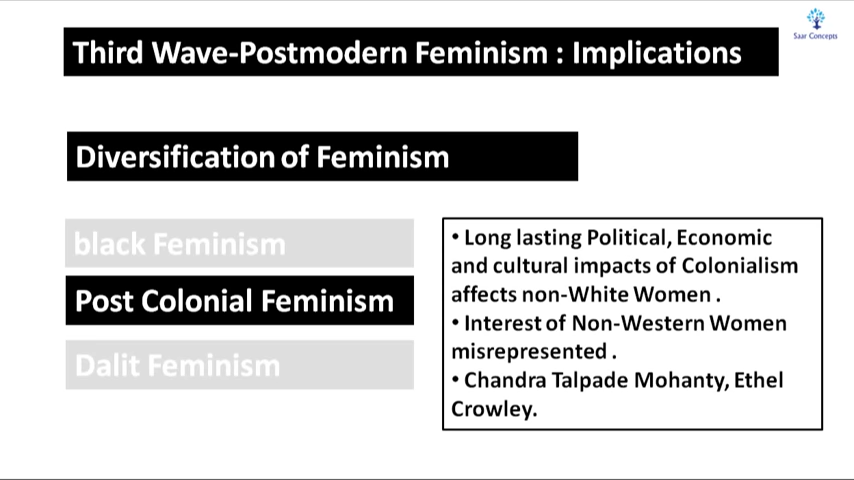 Saar Concepts
Third Wave-Postmodern Feminism : Implications
Diversification of Feminism
black Feminism
Post Colonial Feminism
Dalit Feminism
• Long lasting Political, Economic
and cultural impacts of Colonialism
affects non-White Women .
• Interest of Non-Western Women
misrepresented .
• Chandra Talpade Mohanty, Ethel
Crowley.